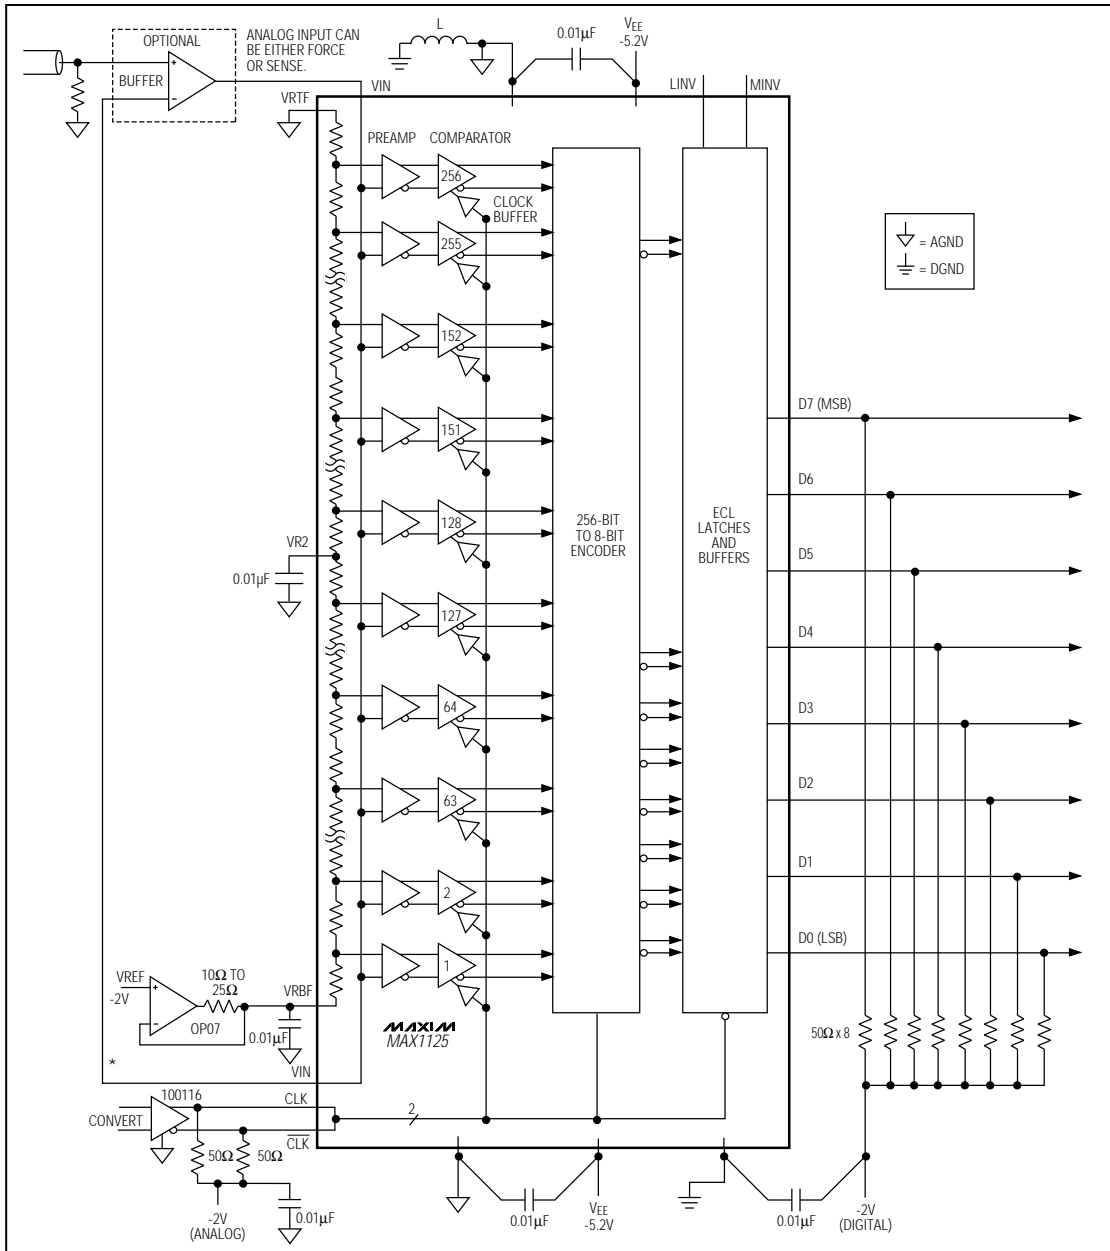 L
0.01µF
VEE
-5.2V
OPTIONAL
BUFFER
+
−
ANALOG INPUT CAN
BE EITHER FORCE
OR SENSE.
VIN
LINV
MINV
VRTF
PREAMP
COMPARATOR
256
CLOCK
BUFFER
255
152
151
128
127
64
63
2
1
VR2
0.01µF
256-BIT
TO 8-BIT
ENCODER
ECL
LATCHES
AND
BUFFERS
= AGND
= DGND
D7 (MSB)
D6
D5
D4
D3
D2
D1
D0 (LSB)
50Ω x 8
VREF
-2V
+
−
OP07
10Ω TO
25Ω
VRBF
0.01µF
MAXIM
MAX1125
*
VIN
100116
CONVERT
CLK
CLK
2
50Ω
50Ω
-2V
(ANALOG)
0.01µF
0.01µF
VEE
-5.2V
0.01µF
-2V
(DIGITAL)